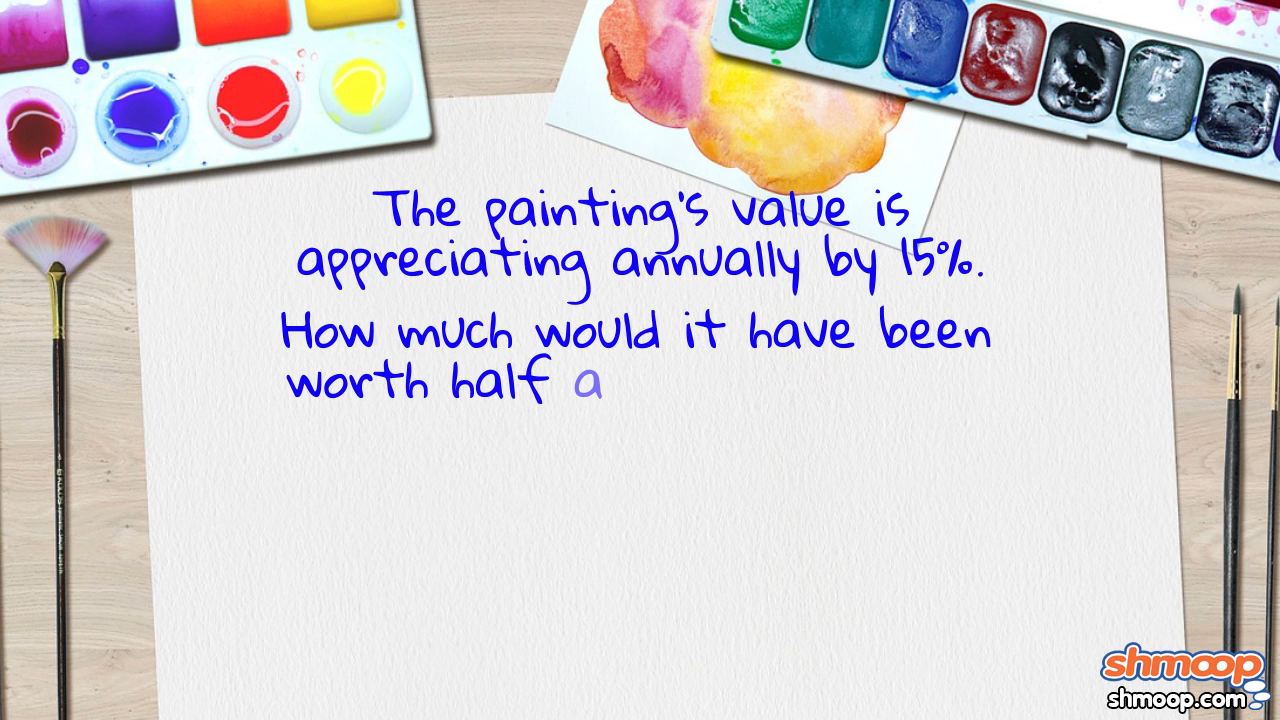 The painting's value is
appreciating annually by 15%.
How much would it have been
worth half a
shmoop
shmoop.com